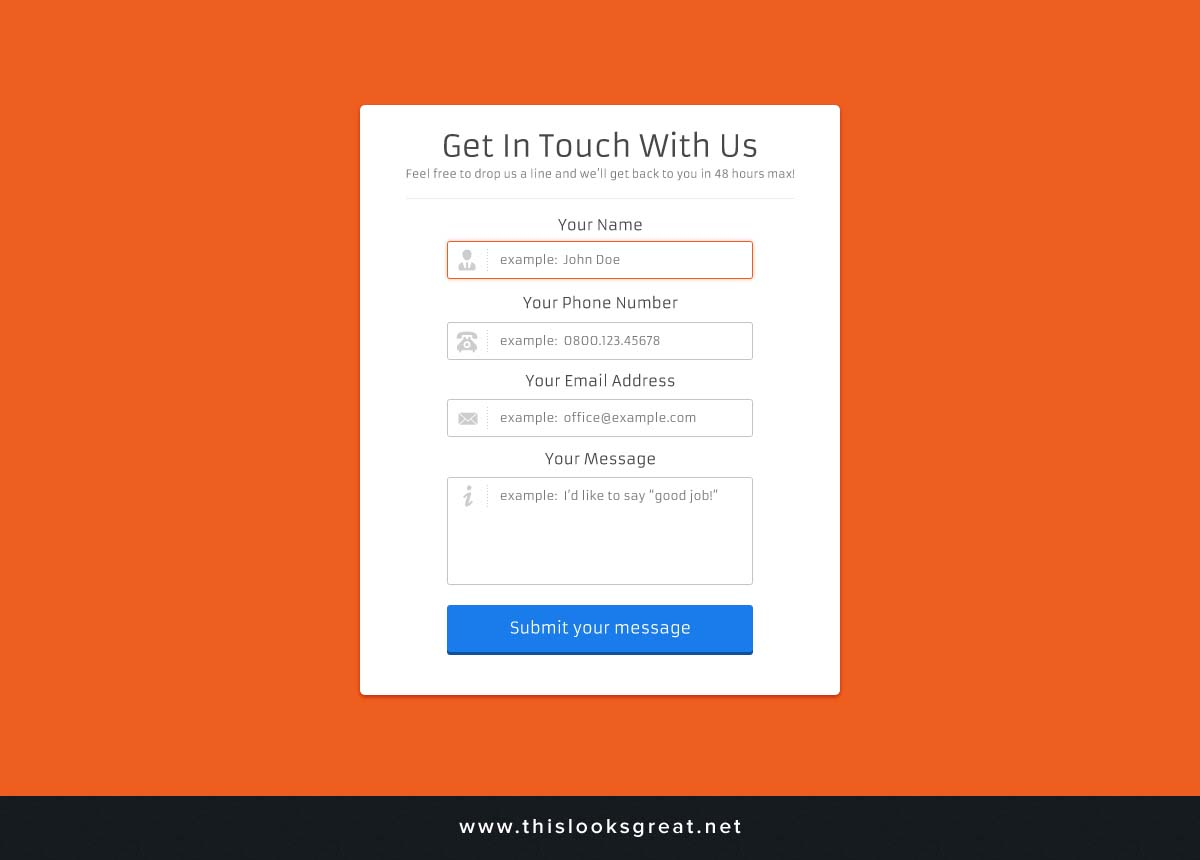 Get In Touch With Us
Feel free to drop us a line and we'll get back to you in 48 hours max!
Your Name
example: John Doe
Your Phone Number
example: 0800.123.45678
Your Email Address
example: office@example.com
Your Message
example: I'd like to say “good job!”
Submit your message
www.thislooksgreat.net